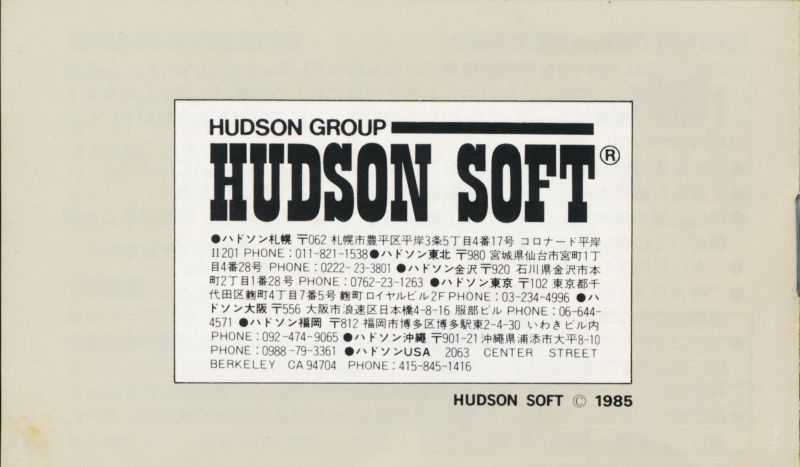 HUDSON GROUP
HUDSON SOFT®
●ハドソン札幌 〒062 札幌市豊平区平岸3条5丁目4番17号 コロナード平岸
II201 PHONE:011-821-1538●ハドソン東北 〒980 宮城県仙台市宮町1丁
目4番28号 PHONE:0222-23-3801 ●ハドソン金沢 〒920 石川県金沢市本
町2丁目1番28号 PHONE:0762-23-1263 ●ハドソン東京 〒102 東京都千
代田区麴町4丁目7番5号 麴町ロイヤルビル2F PHONE:03-234-4996 ●ハ
ドソン大阪 〒556 大阪市浪速区日本橋4-8-16 服部ビル PHONE:06-644-
4571 ●ハドソン福岡 〒812 福岡市博多区博多駅東2-4-30 いわきビル内
PHONE:092-474-9065 ●ハドソン沖縄 〒901-21 沖縄県浦添市大平8-10
PHONE:0988-79-3361 ●ハドソンUSA 2063 CENTER STREET
BERKELEY CA 94704 PHONE:415-845-1416
HUDSON SOFT © 1985